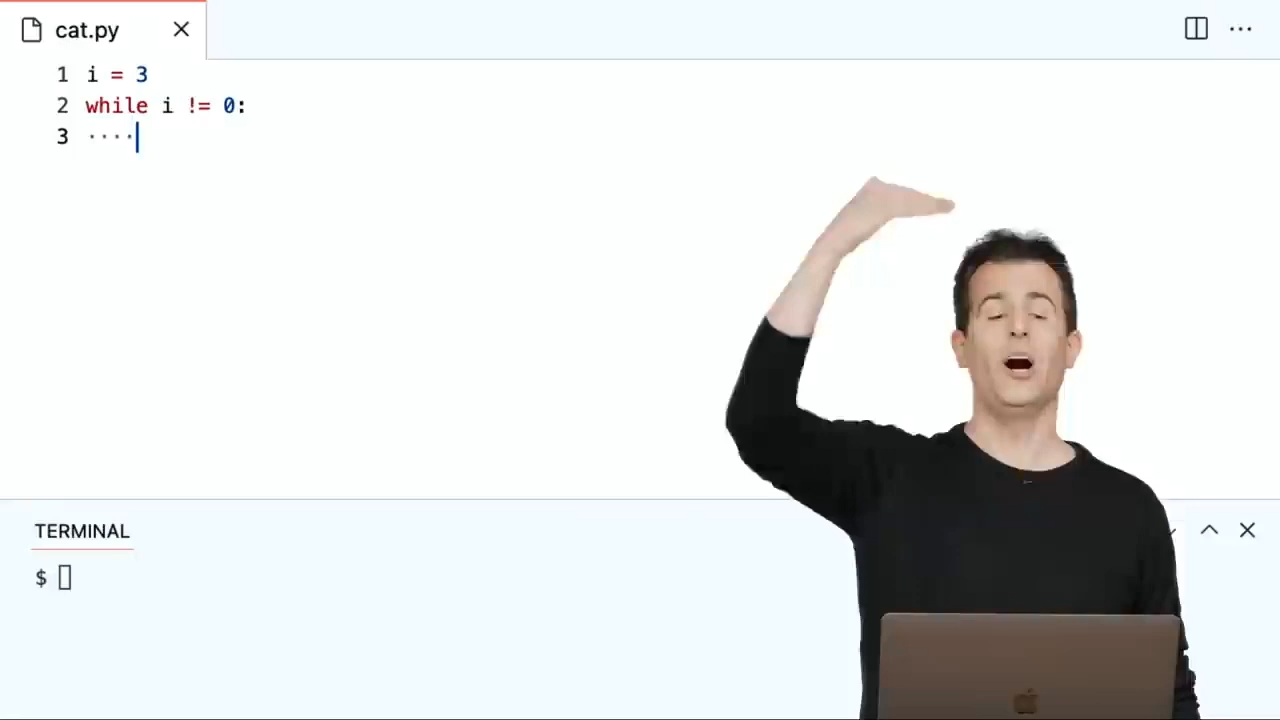 cat.py
1 i = 3
2 while i != 0:
3 ····
TERMINAL
$